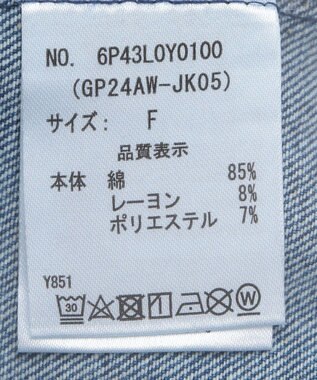 NO. 6P43L0Y0100
(GP24AW-JK05)
サイズ: F
品質表示
本体 綿 85%
レーヨン 8%
ポリエステル 7%
Y851
30 W